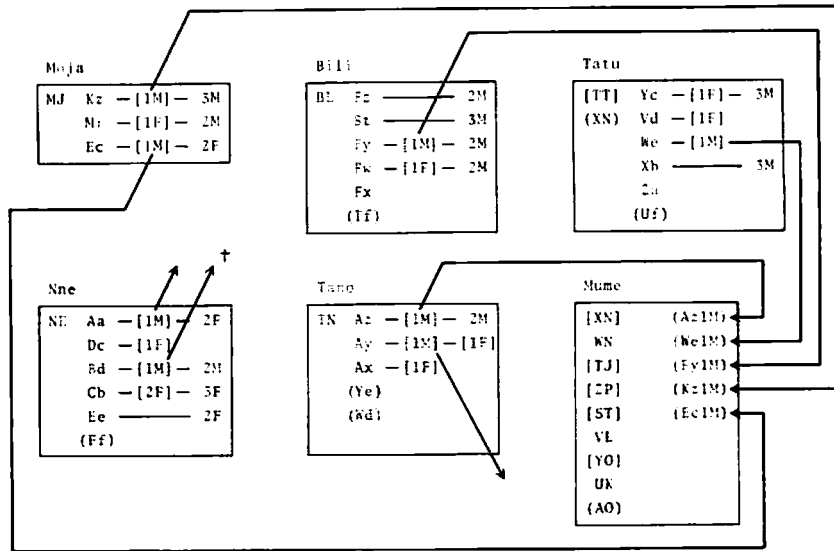 Moja
MJ Kz —[1M]— 3M
—[1F]— 2M
Ec —[1M]— 2F
Bili
BL Fz ——— 2M
St ——— 3M
Fy —[1M]— 2M
Fw —[1F]— 2M
Fx
(Tf)
Tatu
[TT] Yc —[1F]— 3M
(XN) Vd —[1F]
We —[1M]
Xb ——— 3M
Za
(Uf)
Nne
NE Aa —[1M]— 2F
Dc —[1F]
Bd —[1M]— 2M
Cb —[2F]— 3F
Ee ——— 2F
(Ff)
†
Tano
TN Az —[1M]— 2M
Ay —[1M]—[1F]
Ax —[1F]
(Ye)
(Wd)
Mume
[XN] (Az1M)
WN (We1M)
[TJ] (Fy1M)
[ZP] (Kz1M)
[ST] (Ec1M)
VL
[YO]
UK
(AO)